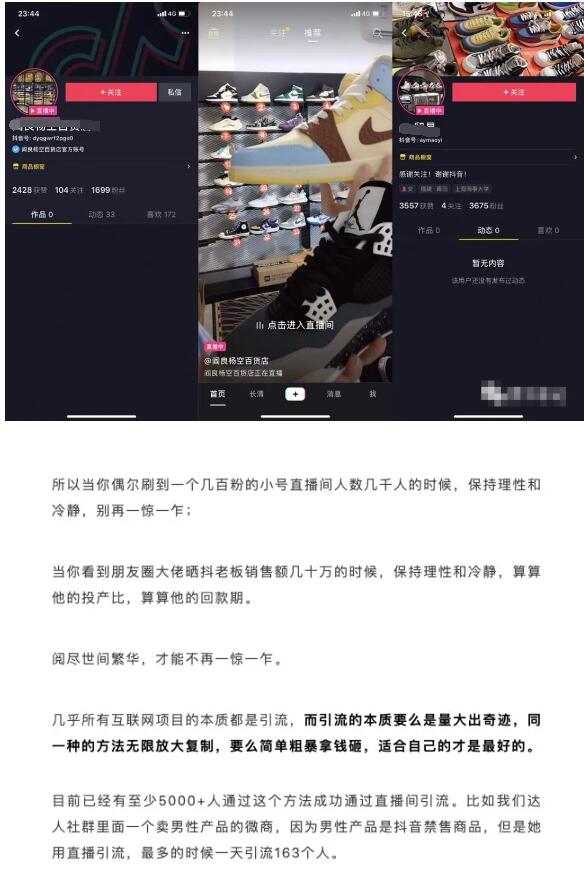 23:44
4G
关注
私信
直播中
阎良杨空百货店
抖音号: dyqgwrf2pgs0
阎良杨空百货店官方账号
商品橱窗
2428 获赞 104 关注 1699 粉丝
作品 0 动态 33 喜欢 172
23:44
4G
关注 推荐
点击进入直播间
直播中
@阎良杨空百货店
阎良杨空百货店正在直播
首页 长清 消息 我
4G
关注
直播中
抖音号: aymaoyi
商品橱窗
感谢关注！谢谢抖音！
女
上海海事大学
3557 获赞 4 关注 3675 粉丝
作品 0 动态 0 喜欢 0
暂无内容
该用户还没有发布过动态
所以当你偶尔刷到一个几百粉的小号直播间人数几千人的时候，保持理性和
冷静，别再一惊一乍；
当你看到朋友圈大佬晒抖老板销售额几十万的时候，保持理性和冷静，算算
他的投产比，算算他的回款期。
阅尽世间繁华，才能不再一惊一乍。
几乎所有互联网项目的本质都是引流，而引流的本质要么是量大出奇迹，同
一种的方法无限放大复制，要么简单粗暴拿钱砸，适合自己的才是最好的。
目前已经有至少5000+人通过这个方法成功通过直播间引流。比如我们达
人社群里面一个卖男性产品的微商，因为男性产品是抖音禁售商品，但是她
用直播引流，最多的时候一天引流163个人。